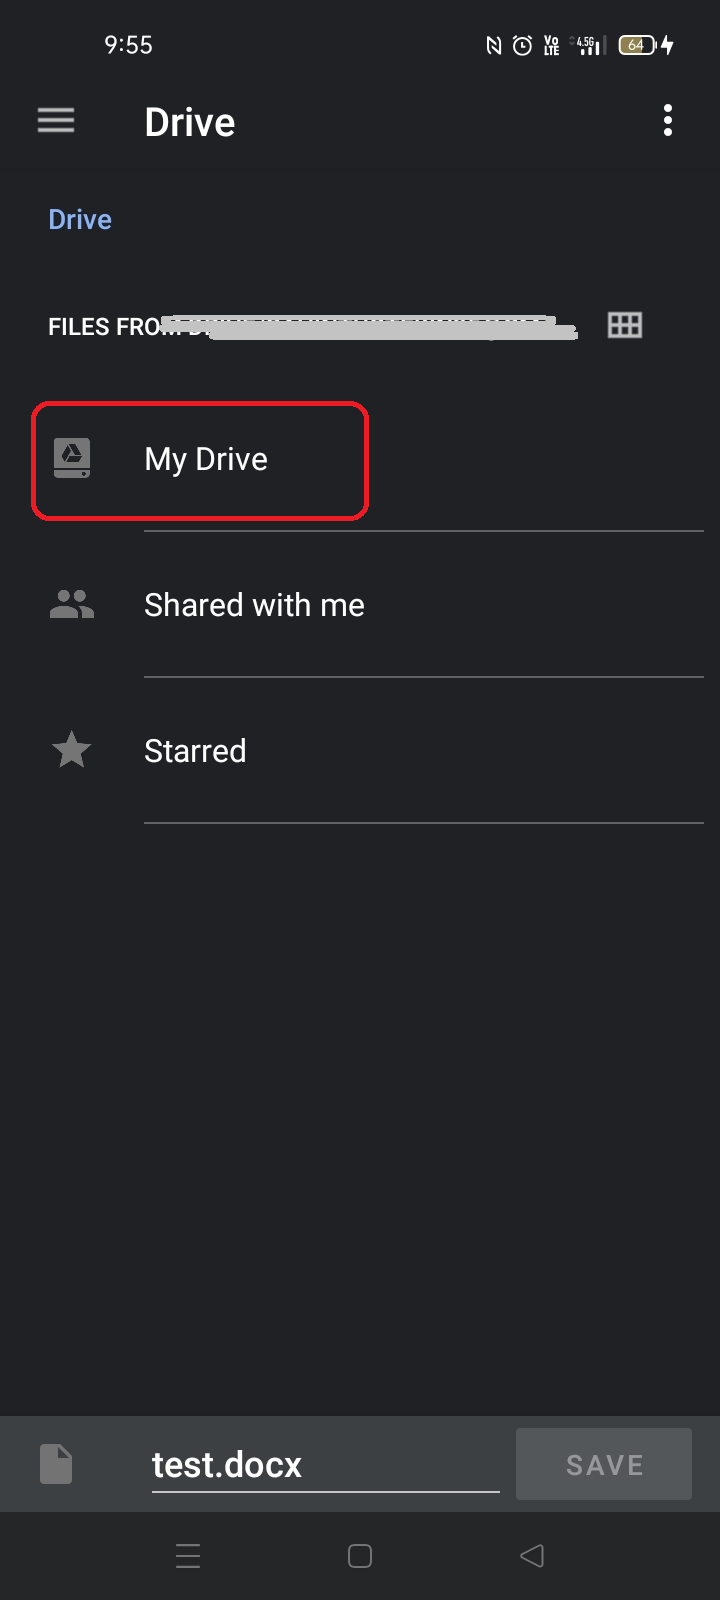 9:55 Vo LTE 4.5G 64
Drive
Drive
FILES FROM
My Drive
Shared with me
Starred
test.docx SAVE